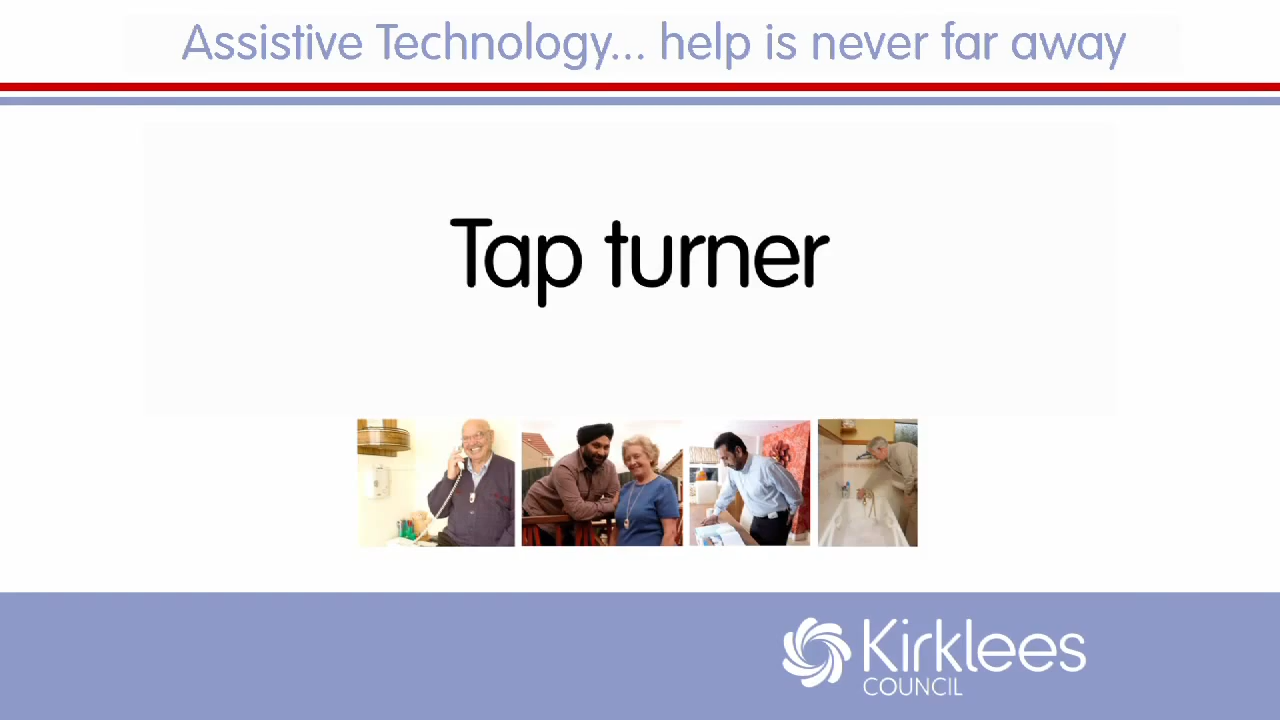 Assistive Technology... help is never far away
Tap turner
Kirklees
COUNCIL